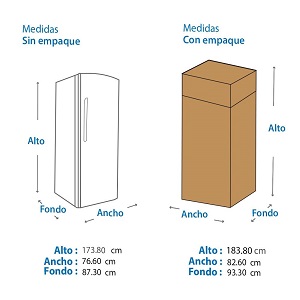 Medidas
Sin empaque
Alto
Fondo
Ancho
Alto : 173.80 cm
Ancho : 76.60 cm
Fondo : 87.30 cm
Medidas
Con empaque
Alto
Fondo
Ancho
Alto : 183.80 cm
Ancho : 82.60 cm
Fondo : 93.30 cm